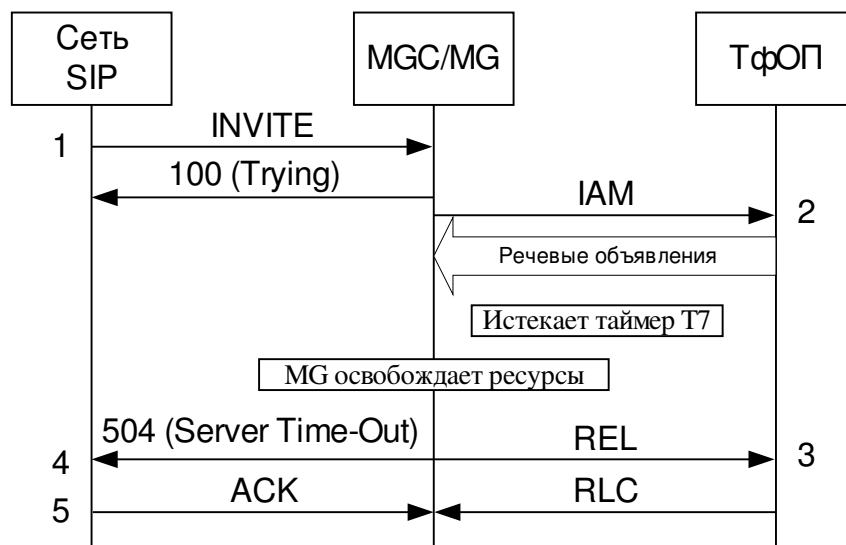 Сеть
SIP
MGC/MG
ТфОП
INVITE
1
100 (Trying)
IAM
2
Речевые объявления
Истекает таймер T7
MG освобождает ресурсы
504 (Server Time-Out)
REL
4
3
ACK
RLC
5